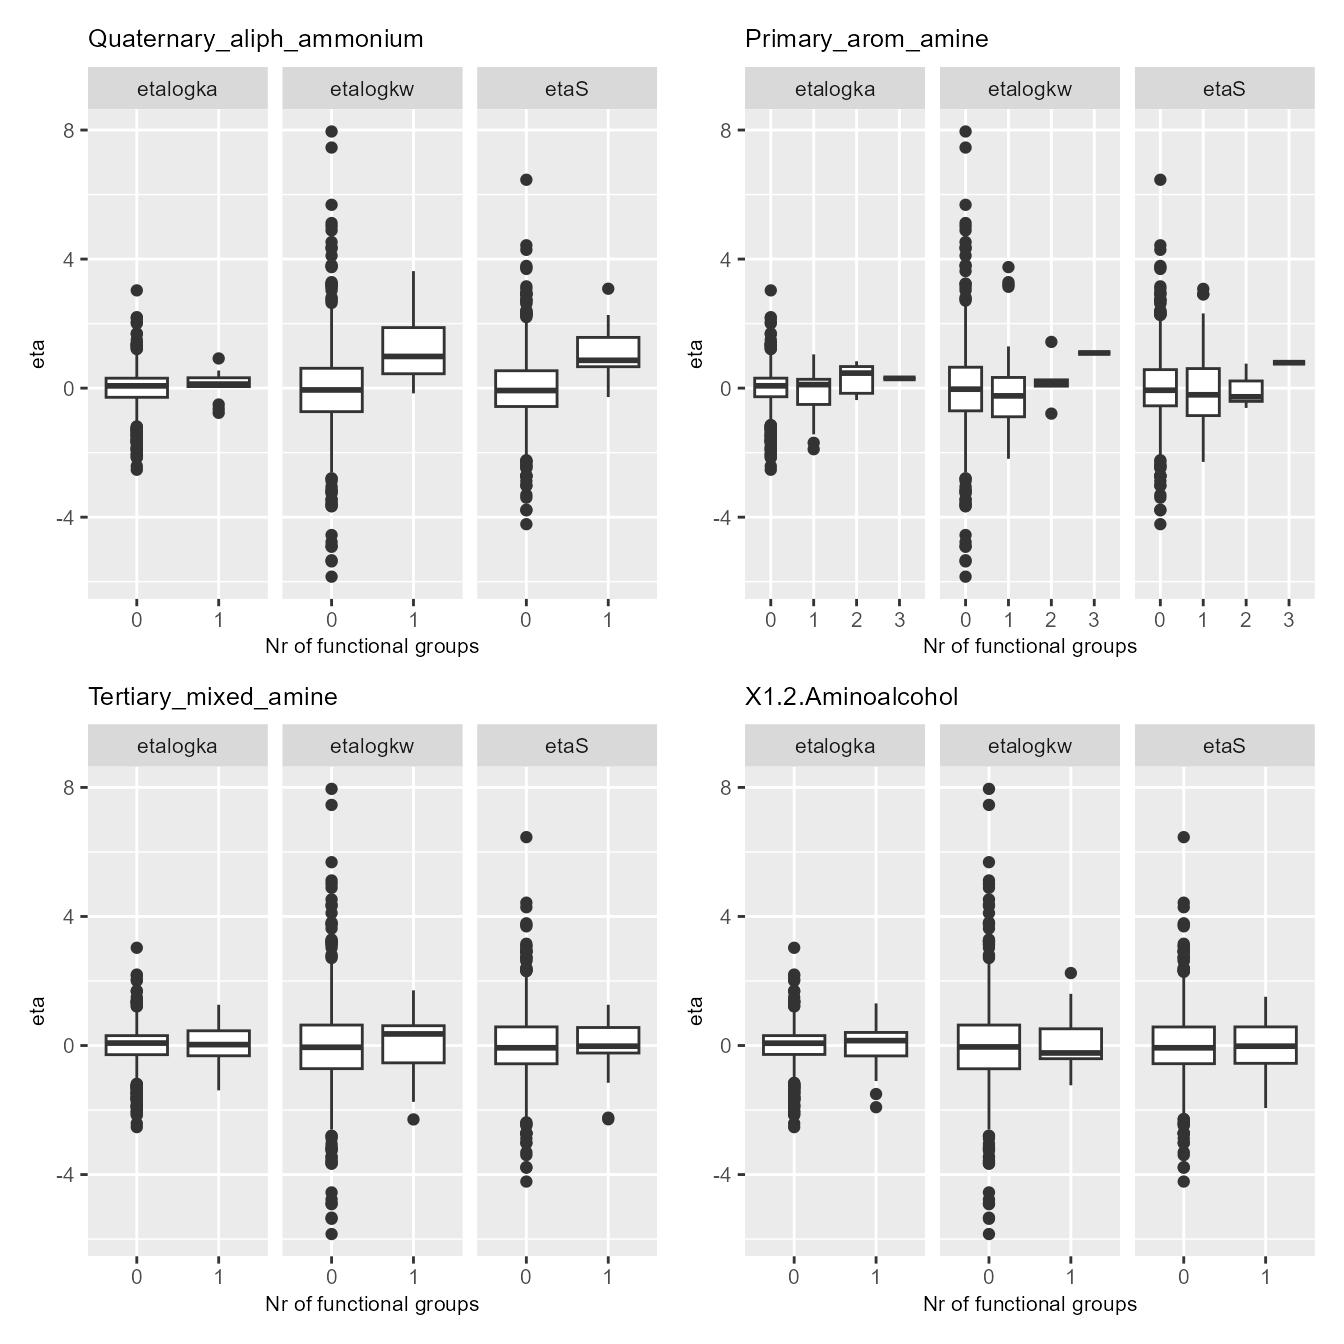 Quaternary_aliph_ammonium
etalogka etalogkw etaS
8
4
0
-4
eta
0 1 0 1 0 1
Nr of functional groups
Primary_arom_amine
etalogka etalogkw etaS
8
4
0
-4
eta
0 1 2 3 0 1 2 3 0 1 2 3
Nr of functional groups
Tertiary_mixed_amine
etalogka etalogkw etaS
8
4
0
-4
eta
0 1 0 1 0 1
Nr of functional groups
X1.2.Aminoalcohol
etalogka etalogkw etaS
8
4
0
-4
eta
0 1 0 1 0 1
Nr of functional groups